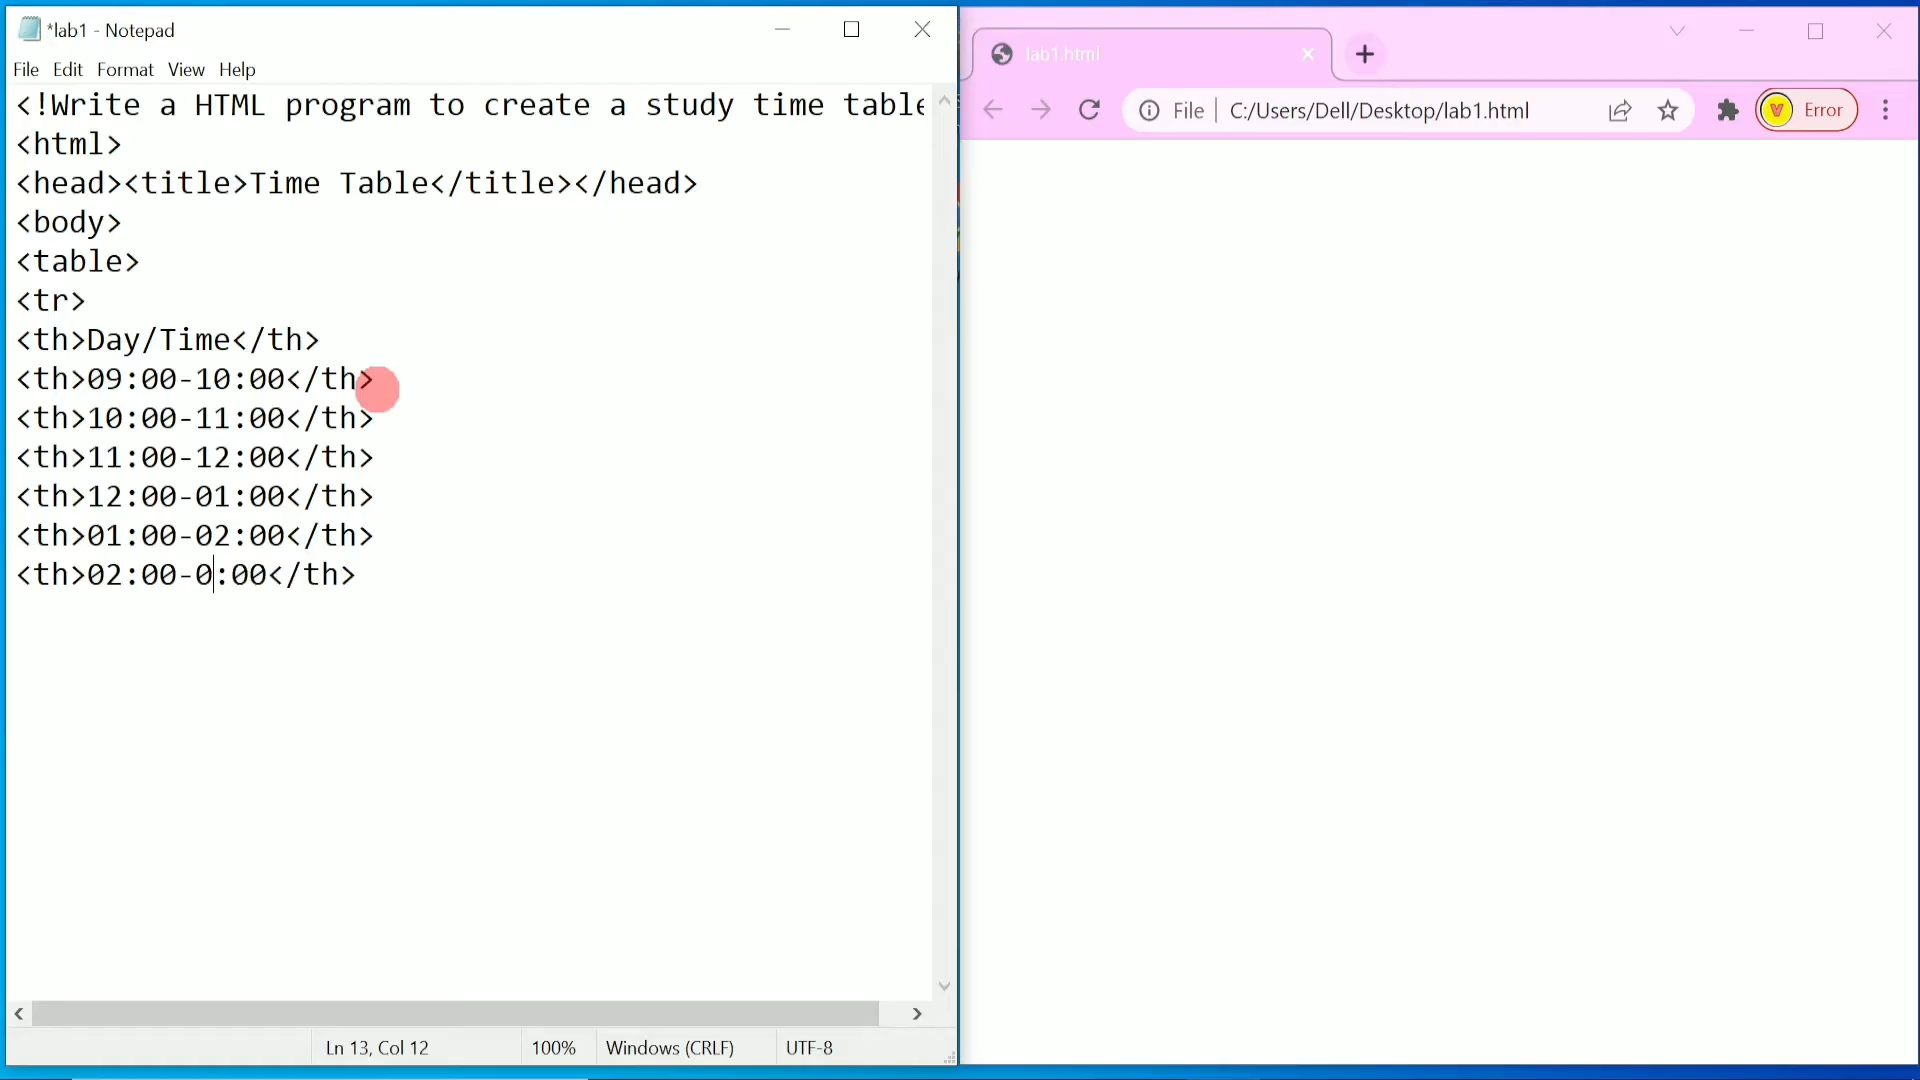 *lab1 - Notepad
File Edit Format View Help
<!Write a HTML program to create a study time table
<html>
<head><title>Time Table</title></head>
<body>
<table>
<tr>
<th>Day/Time</th>
<th>09:00-10:00</th>
<th>10:00-11:00</th>
<th>11:00-12:00</th>
<th>12:00-01:00</th>
<th>01:00-02:00</th>
<th>02:00-0:00</th>
Ln 13, Col 12 100% Windows (CRLF) UTF-8
lab1.html
File C:/Users/Dell/Desktop/lab1.html V Error